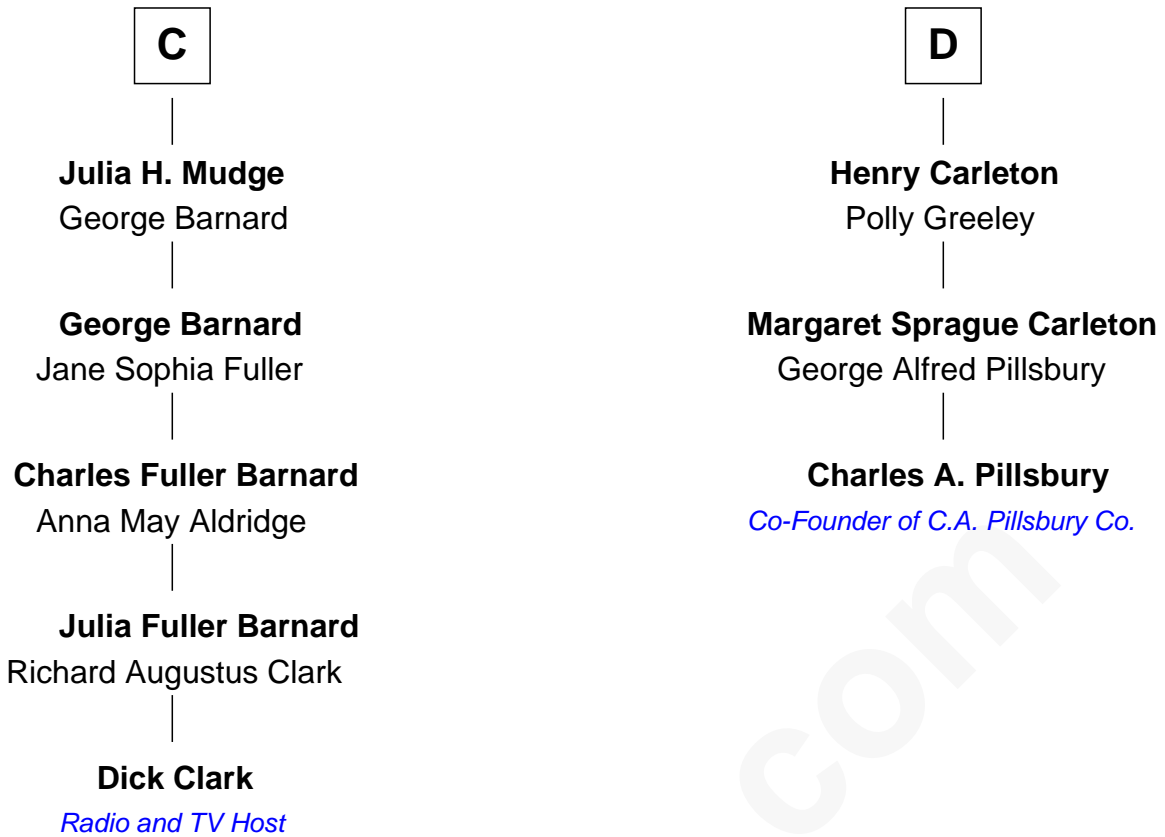 C
Julia H. Mudge
George Barnard
George Barnard
Jane Sophia Fuller
Charles Fuller Barnard
Anna May Aldridge
Julia Fuller Barnard
Richard Augustus Clark
Dick Clark
Radio and TV Host
D
Henry Carleton
Polly Greeley
Margaret Sprague Carleton
George Alfred Pillsbury
Charles A. Pillsbury
Co-Founder of C.A. Pillsbury Co.
com